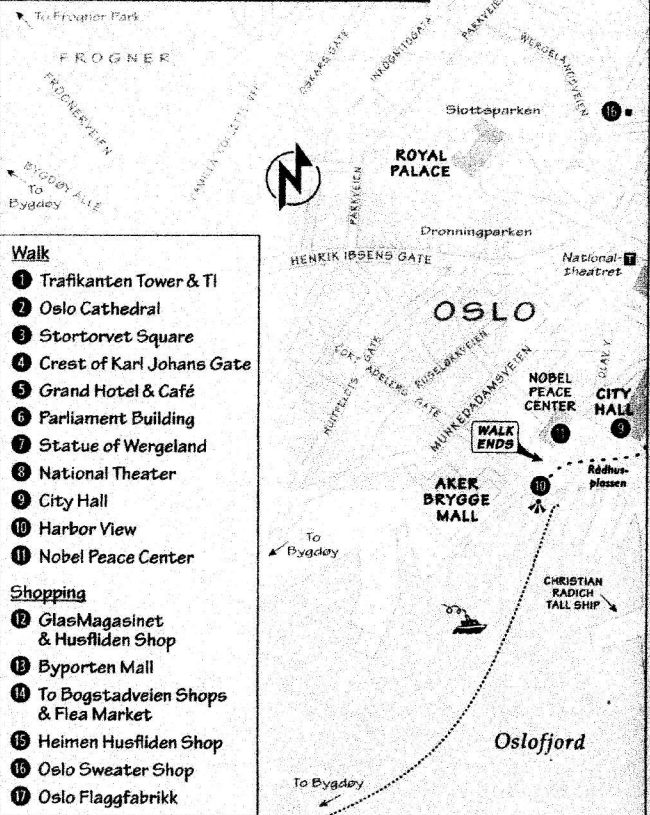 To Frogner Park
FROGNER
FROGNERVEIEN
BYGDØY ALLÉ
To
Bygdøy
OSCARS GATE
INKOGNITOGATA
PARKVEIEN
WERGELANDSVEIEN
Slottsparken
16
ROYAL
PALACE
N
PARKVEIEN
Dronningparken
HENRIK IBSENS GATE
National-
theatret
T
OSLO
GATE
RUSELØKKVEIEN
MUNKEDADAMSVEIEN
OLAV V
NOBEL
PEACE
CENTER
11
CITY
HALL
9
WALK
ENDS
Rådhus-
plassen
AKER
BRYGGE
MALL
10
To
Bygdøy
CHRISTIAN
RADICH
TALL SHIP
Oslofjord
To Bygdøy
Walk
1 Trafikanten Tower & TI
2 Oslo Cathedral
3 Stortorvet Square
4 Crest of Karl Johans Gate
5 Grand Hotel & Café
6 Parliament Building
7 Statue of Wergeland
8 National Theater
9 City Hall
10 Harbor View
11 Nobel Peace Center
Shopping
12 GlasMagasinet
& Husfliden Shop
13 Byporten Mall
14 To Bogstadveien Shops
& Flea Market
15 Heimen Husfliden Shop
16 Oslo Sweater Shop
17 Oslo Flaggfabrikk